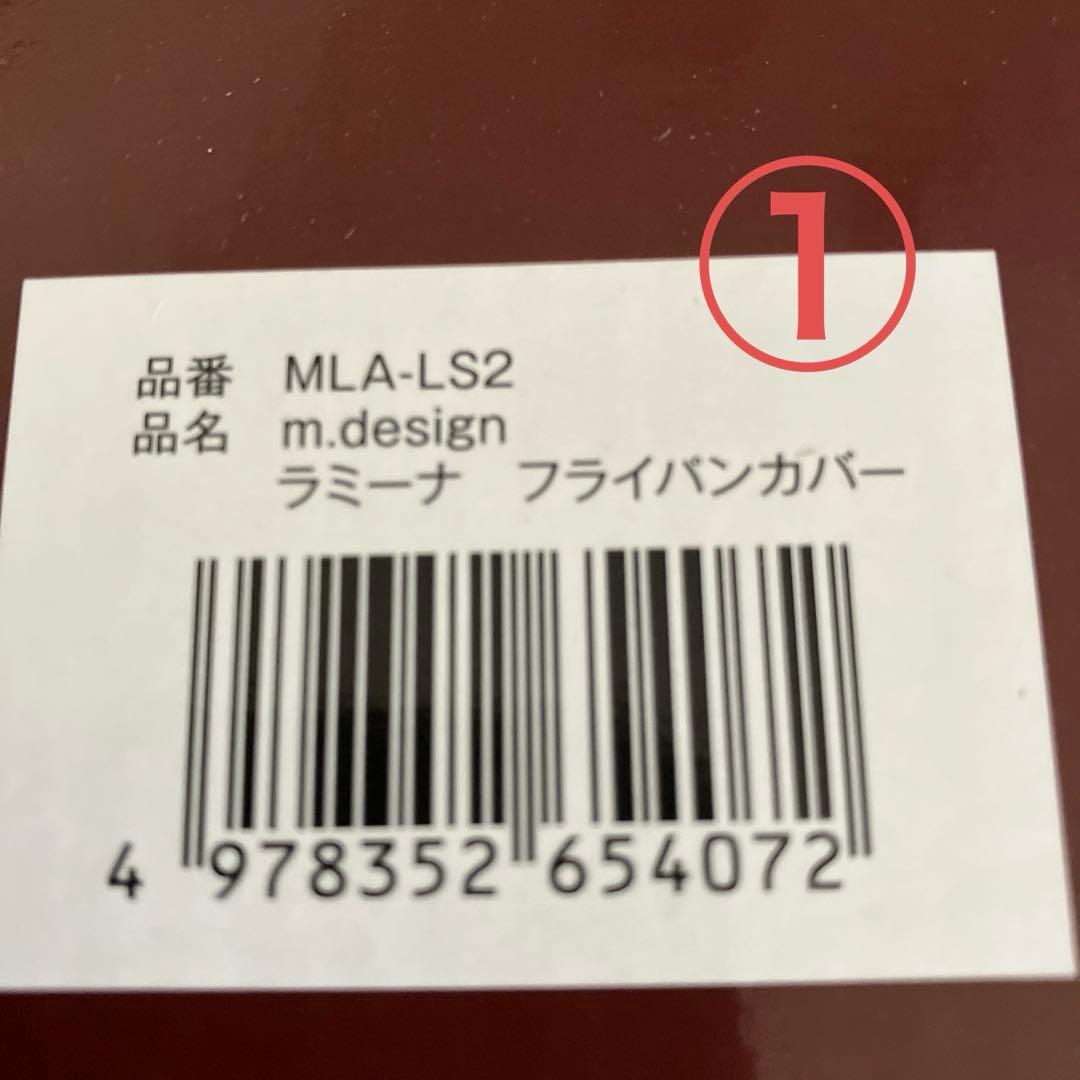 ①
品番 MLA-LS2
品名 m.design
ラミーナ フライパンカバー
4 978352 654072